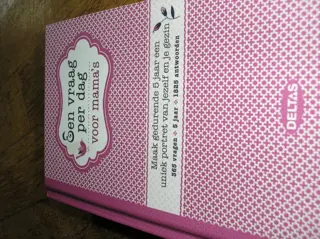 Een vraag
per dag
voor mama's
Maak gedurende 5 jaar een
uniek portret van jezelf en je gezin
365 vragen + 5 jaar + 1825 antwoorden
DELTAS